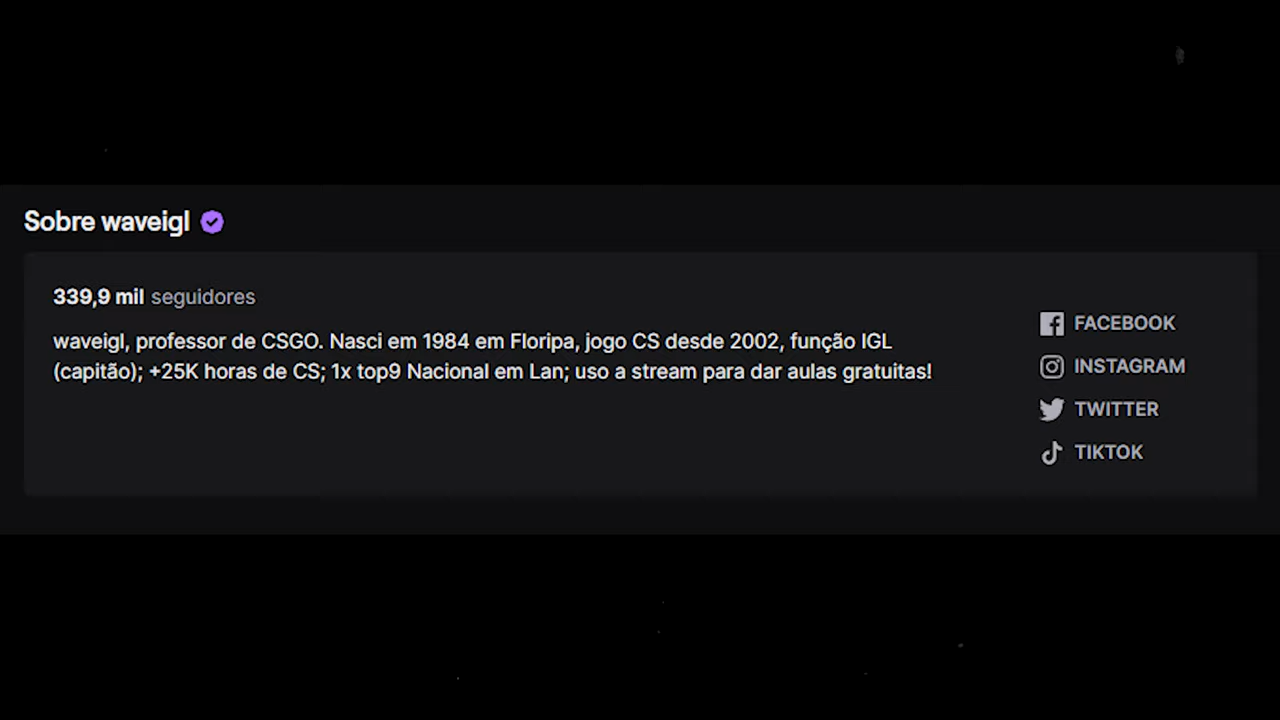 Sobre waveigl
339,9 mil seguidores
waveigl, professor de CSGO. Nasci em 1984 em Floripa, jogo CS desde 2002, função IGL
(capitão); +25K horas de CS; 1x top9 Nacional em Lan; uso a stream para dar aulas gratuitas!
FACEBOOK
INSTAGRAM
TWITTER
TIKTOK